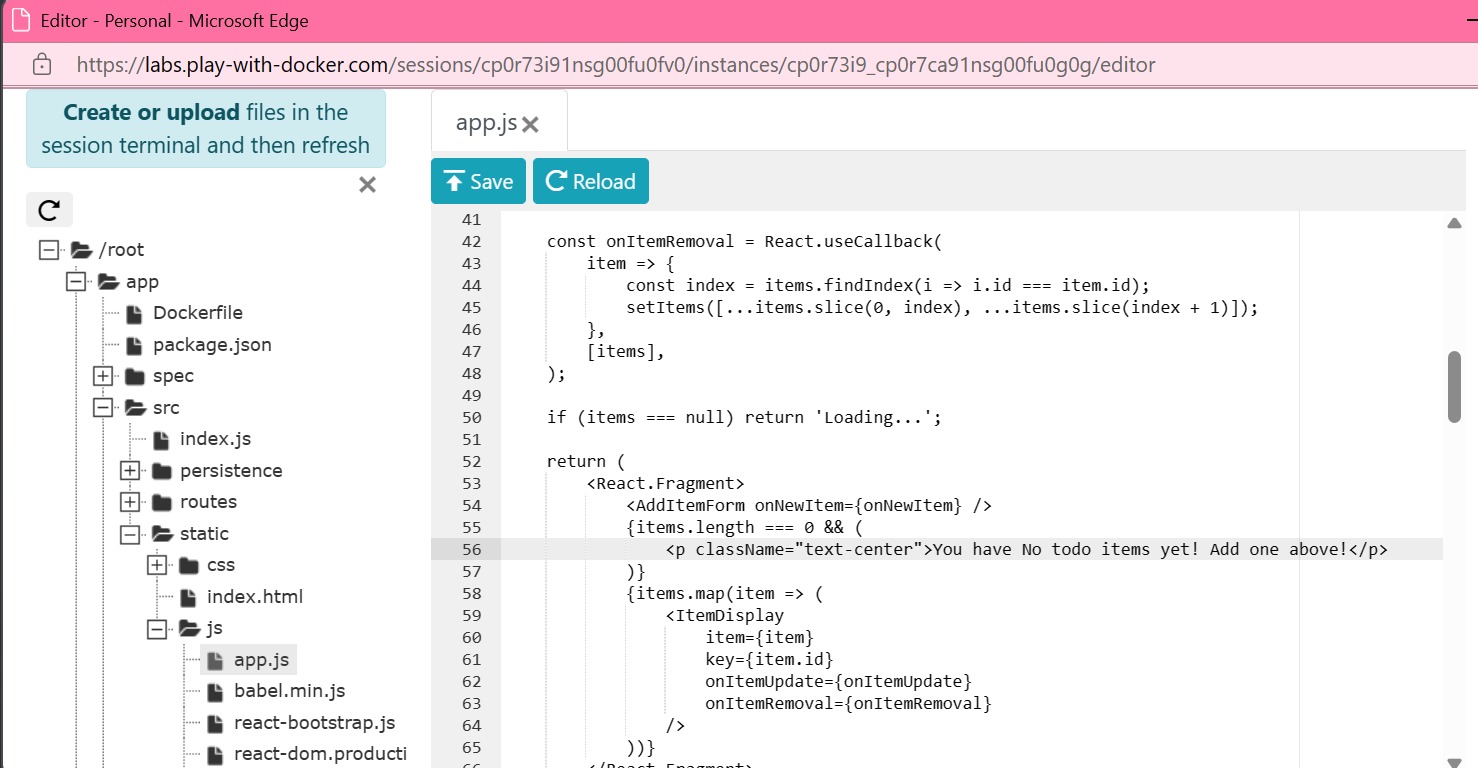 Editor - Personal - Microsoft Edge
https://labs.play-with-docker.com/sessions/cp0r73i91nsg00fu0fv0/instances/cp0r73i9_cp0r7ca91nsg00fu0g0g/editor
Create or upload files in the
session terminal and then refresh
/root
app
Dockerfile
package.json
spec
src
index.js
persistence
routes
static
css
index.html
js
app.js
babel.min.js
react-bootstrap.js
react-dom.producti
app.js
Save Reload
41
42 const onItemRemoval = React.useCallback(
43 item => {
44 const index = items.findIndex(i => i.id === item.id);
45 setItems([...items.slice(0, index), ...items.slice(index + 1)]);
46 },
47 [items],
48 );
49
50 if (items === null) return 'Loading...';
51
52 return (
53 <React.Fragment>
54 <AddItemForm onNewItem={onNewItem} />
55 {items.length === 0 && (
56 <p className="text-center">You have No todo items yet! Add one above!</p>
57 )}
58 {items.map(item => (
59 <ItemDisplay
60 item={item}
61 key={item.id}
62 onItemUpdate={onItemUpdate}
63 onItemRemoval={onItemRemoval}
64 />
65 ))}
66 </React.Fragment>